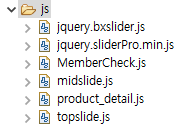 js
jquery.bxslider.js
jquery.sliderPro.min.js
MemberCheck.js
midslide.js
product_detail.js
topslide.js